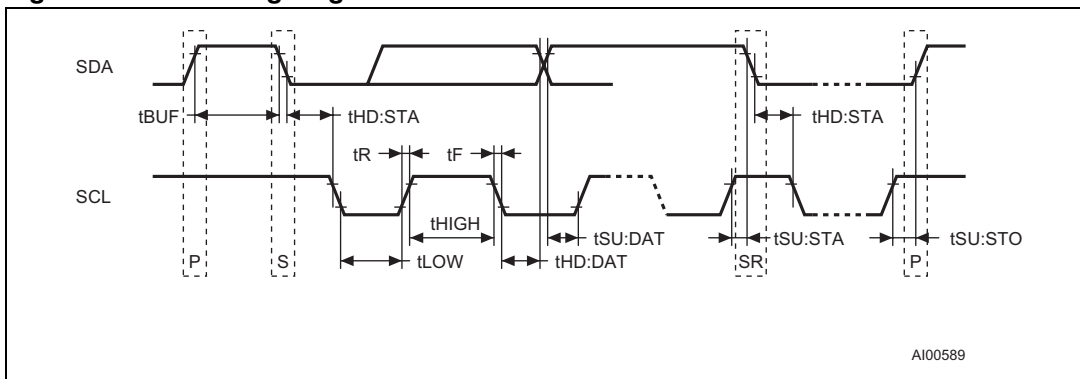 SDA
tBUF
tHD:STA
tHD:STA
tR
tF
SCL
tHIGH
tSU:DAT
tSU:STA
tSU:STO
P
S
tLOW
tHD:DAT
SR
P
AI00589